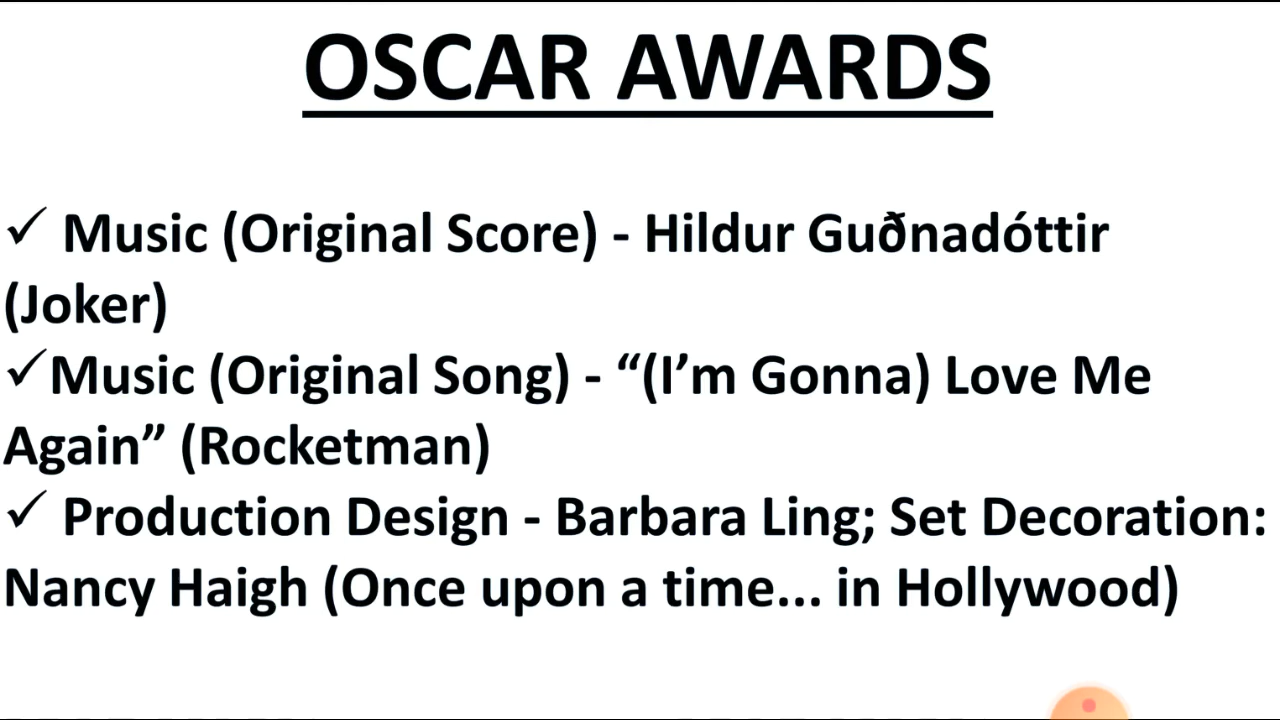 OSCAR AWARDS
✓ Music (Original Score) - Hildur Guðnadóttir
(Joker)
✓Music (Original Song) - “(I’m Gonna) Love Me
Again” (Rocketman)
✓ Production Design - Barbara Ling; Set Decoration:
Nancy Haigh (Once upon a time... in Hollywood)